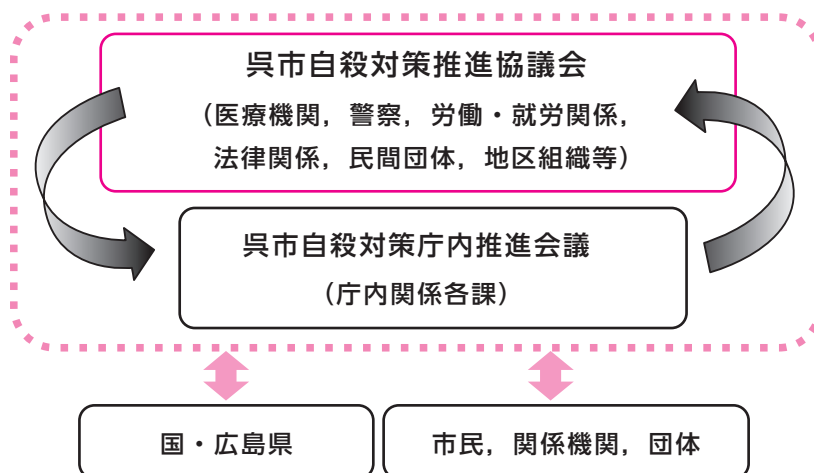 呉市自殺対策推進協議会
（医療機関，警察，労働・就労関係，
法律関係，民間団体，地区組織等）
呉市自殺対策庁内推進会議
（庁内関係各課）
国・広島県
市民，関係機関，団体